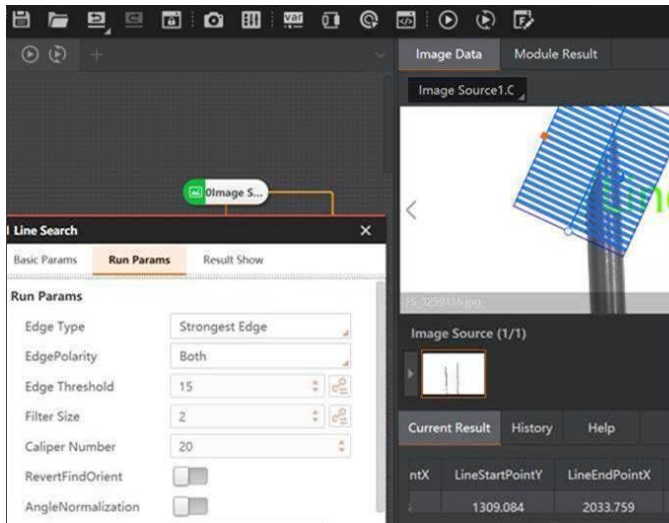 var
Image Data
Module Result
Image Source1.C
0Image S...
Line
Line Search
Basic Params
Run Params
Result Show
Run Params
Edge Type
Strongest Edge
EdgePolarity
Both
Edge Threshold
15
Filter Size
2
Caliper Number
20
RevertFindOrient
AngleNormalization
Image Source (1/1)
Current Result
History
Help
ntX
LineStartPointY
LineEndPointX
1309.084
2033.759